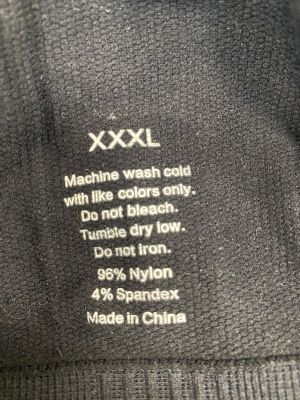 XXXL
Machine wash cold
with like colors only.
Do not bleach.
Tumble dry low.
Do not iron.
96% Nylon
4% Spandex
Made in China